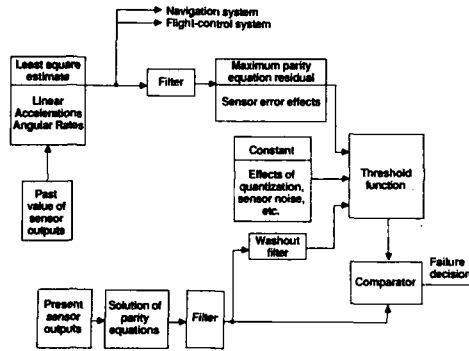 Navigation system
Flight-control system
Least square
estimate
Linear
Accelerations
Angular Rates
Filter
Maximum parity
equation residual
Sensor error effects
Constant
Effects of
quantization,
sensor noise,
etc.
Threshold
function
Past
value of
sensor
outputs
Washout
filter
Comparator
Failure
decision
Present
sensor
outputs
Solution of
parity
equations
Filter